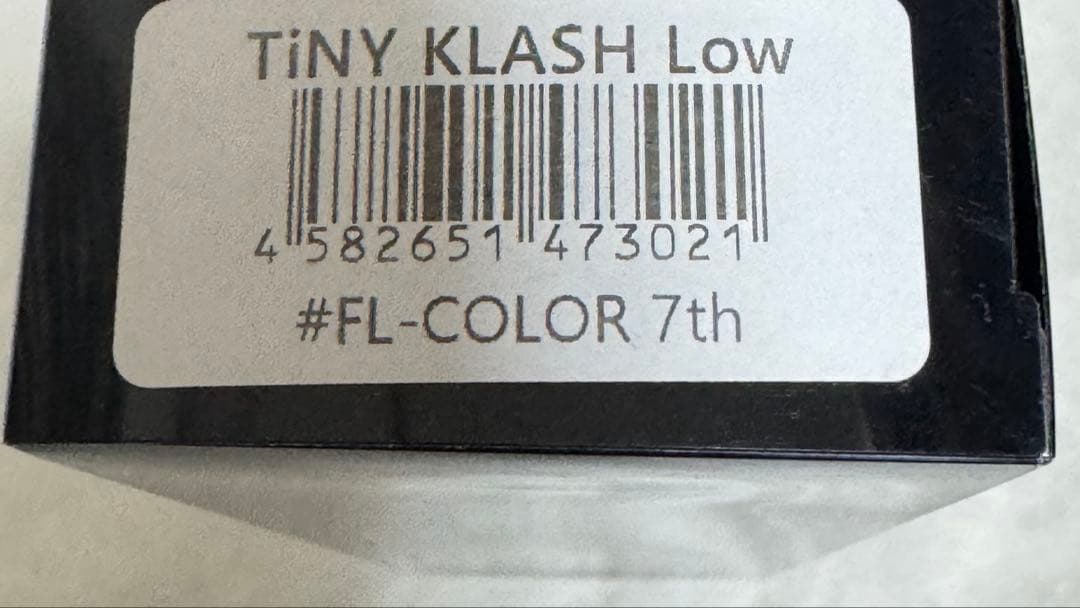 TiNY KLASH Low
4 582651 473021
#FL-COLOR 7th